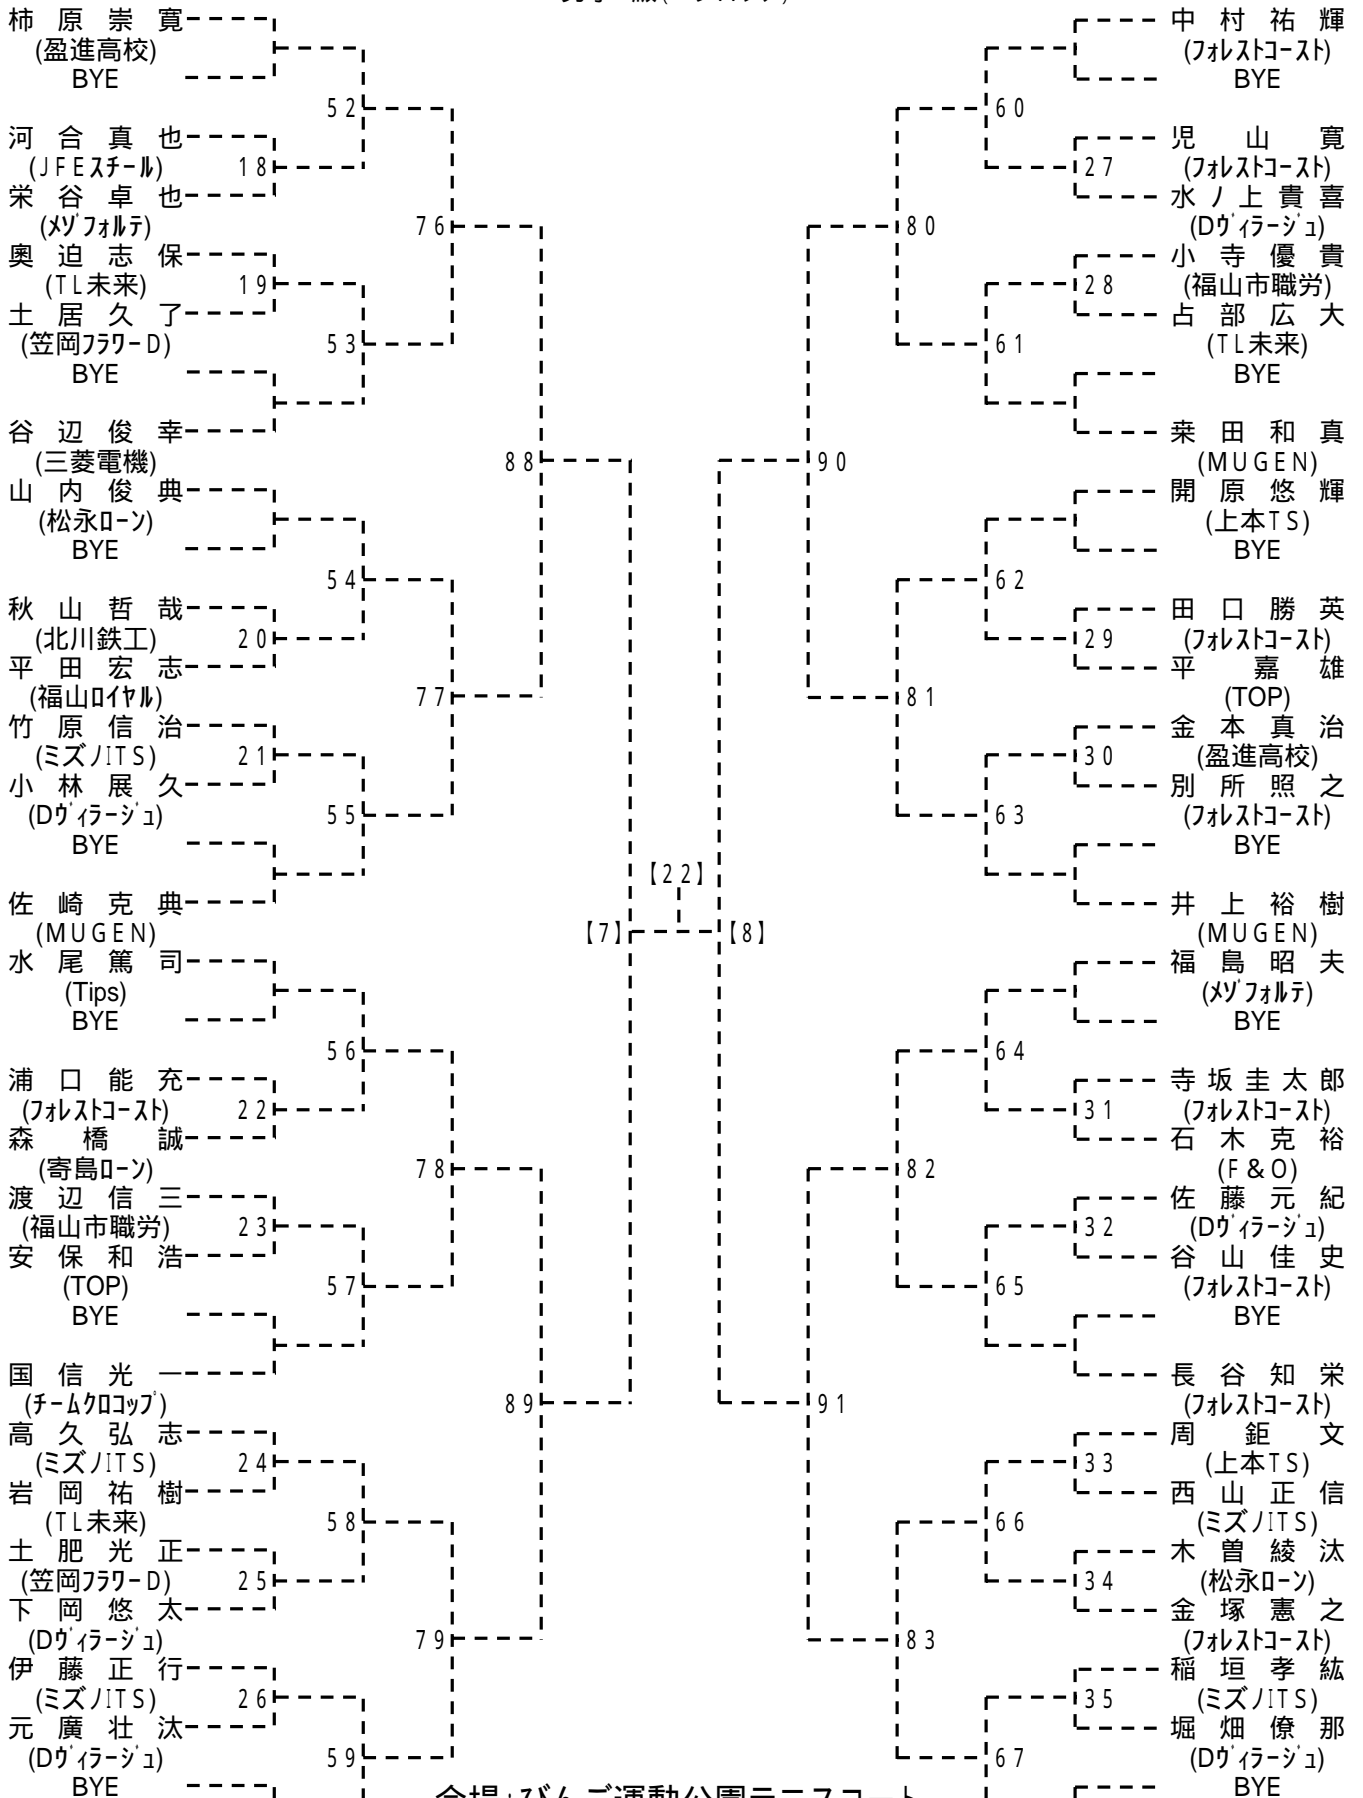 柿原崇寛
(盈進高校)
BYE
52
河合真也
(JFEスチール)
18
栄谷卓也
(メゾフォルテ)
76
奥迫志保
(TL未来)
19
土居久了
(笠岡フラワーD)
53
BYE
谷辺俊幸
(三菱電機)
88
山内俊典
(松永ローン)
BYE
54
秋山哲哉
(北川鉄工)
20
平田宏志
(福山ロイヤル)
77
竹原信治
(ミズノITS)
21
小林展久
(Dヴィラージュ)
55
BYE
佐崎克典
(MUGEN)
【7】
水尾篤司
(Tips)
BYE
56
浦口能充
(フォレストコースト)
22
森橋誠
(寄島ローン)
78
渡辺信三
(福山市職労)
23
安保和浩
(TOP)
57
BYE
国信光一
(チームクロコップ)
89
高久弘志
(ミズノITS)
24
岩岡祐樹
(TL未来)
58
土肥光正
(笠岡フラワーD)
25
下岡悠太
(Dヴィラージュ)
79
伊藤正行
(ミズノITS)
26
元廣壮汰
(Dヴィラージュ)
59
BYE
【22】
中村祐輝
(フォレストコースト)
BYE
60
児山寛
(フォレストコースト)
27
水ノ上貴喜
(Dヴィラージュ)
80
小寺優貴
(福山市職労)
28
占部広大
(TL未来)
61
BYE
桒田和真
(MUGEN)
90
開原悠輝
(上本TS)
BYE
62
田口勝英
(フォレストコースト)
29
平嘉雄
(TOP)
81
金本真治
(盈進高校)
30
別所照之
(フォレストコースト)
63
BYE
井上裕樹
(MUGEN)
【8】
福島昭夫
(メゾフォルテ)
BYE
64
寺坂圭太郎
(フォレストコースト)
31
石木克裕
(F&O)
82
佐藤元紀
(Dヴィラージュ)
32
谷山佳史
(フォレストコースト)
65
BYE
長谷知栄
(フォレストコースト)
91
周鉅文
(上本TS)
33
西山正信
(ミズノITS)
66
木曽綾汰
(松永ローン)
34
金塚憲之
(フォレストコースト)
83
稲垣孝紘
(ミズノITS)
35
堀畑僚那
(Dヴィラージュ)
67
BYE
会場:びんご運動公園テニスコート